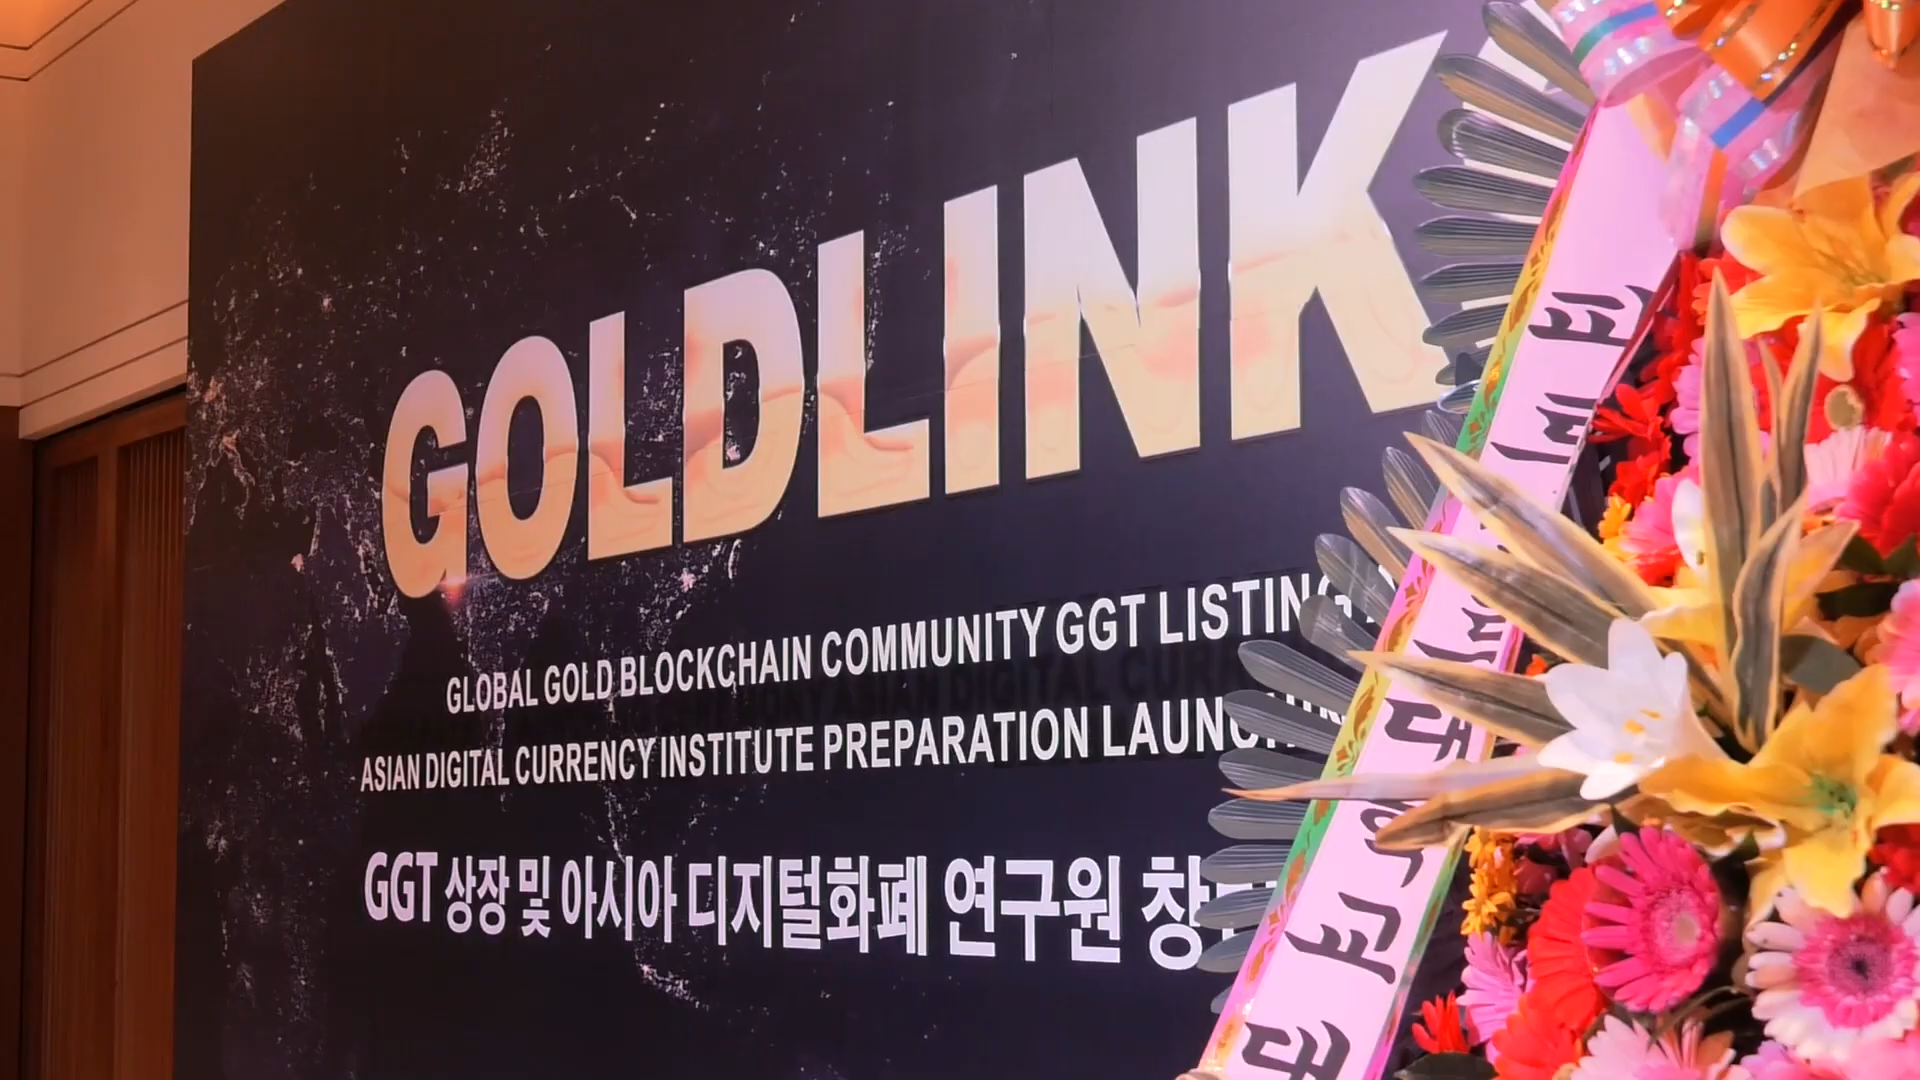 GOLDLINK
GLOBAL GOLD BLOCKCHAIN COMMUNITY GGT LISTING
ASIAN DIGITAL CURRENCY INSTITUTE PREPARATION
GGT 상장 및 아시아 디지털화폐 연구원 창